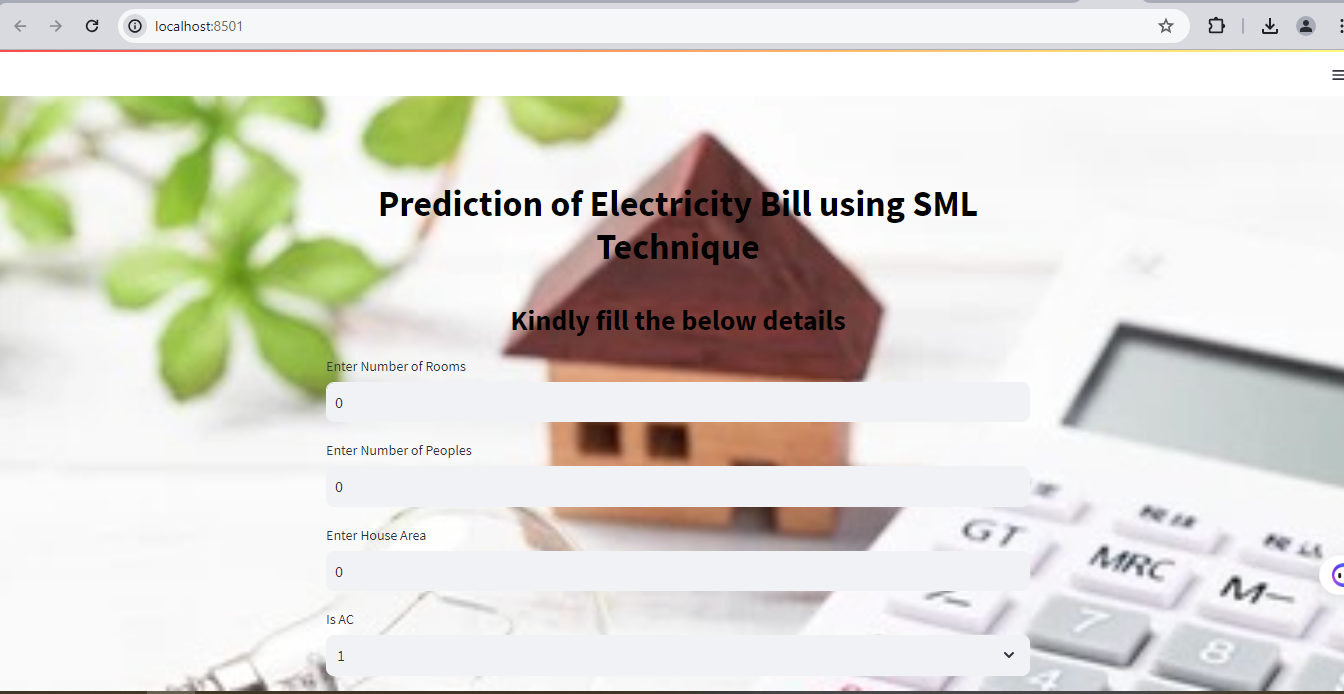 localhost:8501
Prediction of Electricity Bill using SML
Technique
Kindly fill the below details
Enter Number of Rooms
0
Enter Number of Peoples
0
Enter House Area
0
GT
MRC
M−
Is AC
1
7
8
4